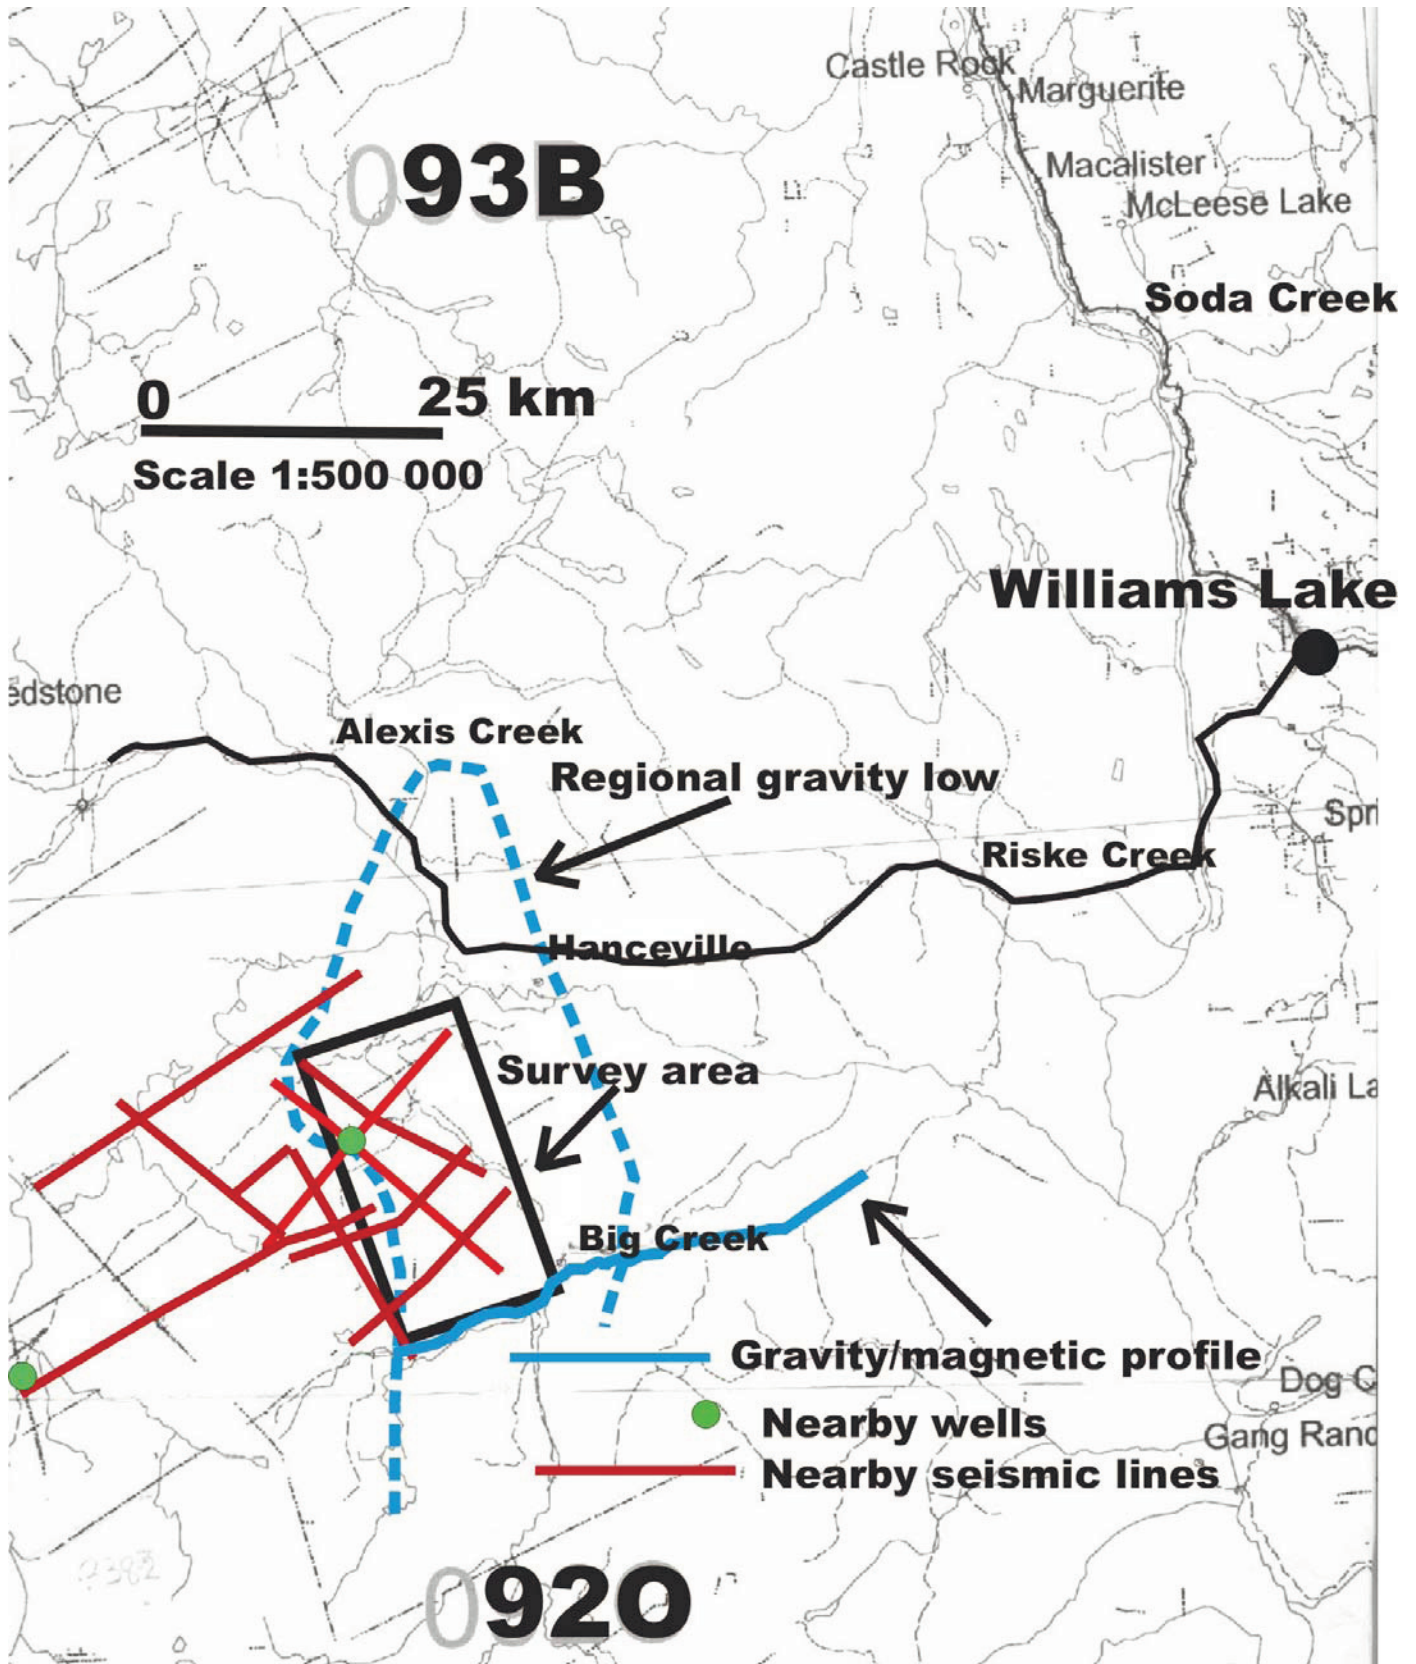 Castle Rock
Marguerite
Macalister
McLeese Lake
093B
Soda Creek
0 25 km
Scale 1:500 000
Williams Lake
edstone
Alexis Creek
Regional gravity low
Spr
Riske Creek
Hanceville
Survey area
Alkali La
Big Creek
Gravity/magnetic profile
Dog C
Nearby wells
Gang Ranc
Nearby seismic lines
092O